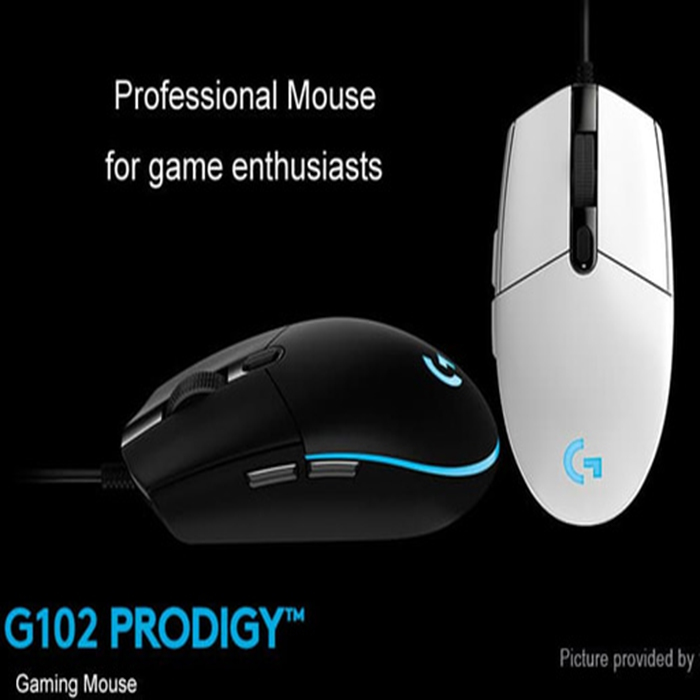 Professional Mouse
for game enthusiasts
G102 PRODIGY™
Gaming Mouse
Picture provided by